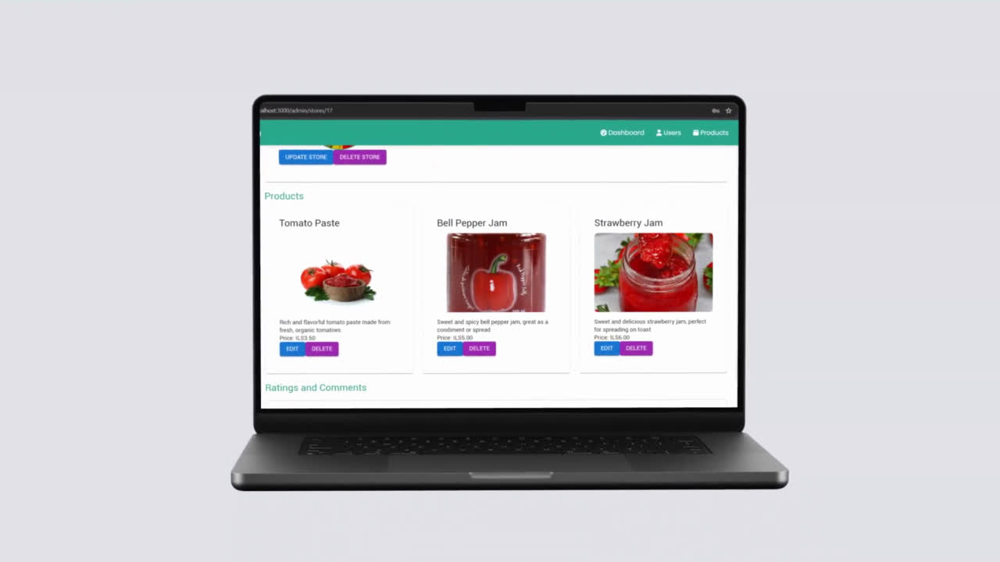 alhost:3000/admin/stores/17
Dashboard Users Products
UPDATE STORE DELETE STORE
Products
Tomato Paste
Rich and flavorful tomato paste made from
fresh, organic tomatoes.
Price: ILS3.50
EDIT DELETE
Bell Pepper Jam
Sweet and spicy bell pepper jam, great as a
condiment or spread
Price: ILS5.00
EDIT DELETE
Strawberry Jam
Sweet and delicious strawberry jam, perfect
for spreading on toast
Price: ILS6.00
EDIT DELETE
Ratings and Comments